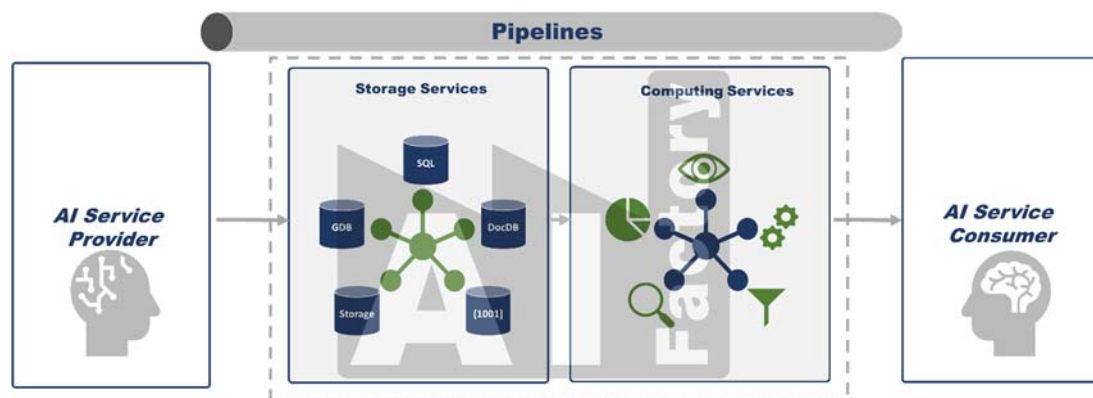 Pipelines
Storage Services
Computing Services
SQL
GDB
DocDB
Storage
{1001]
AI Service
Provider
AI Service
Consumer
AI
Factory